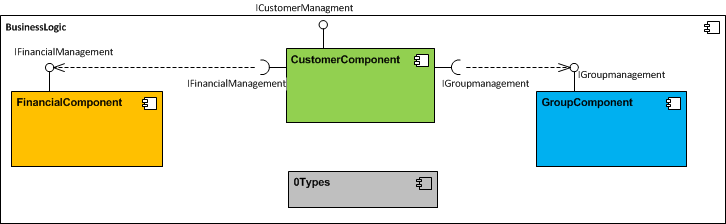 ICustomerManagment
BusinessLogic
IFinancialManagement
CustomerComponent
IFinancialManagement
IGroupmanagement
IGroupmanagement
FinancialComponent
GroupComponent
0Types